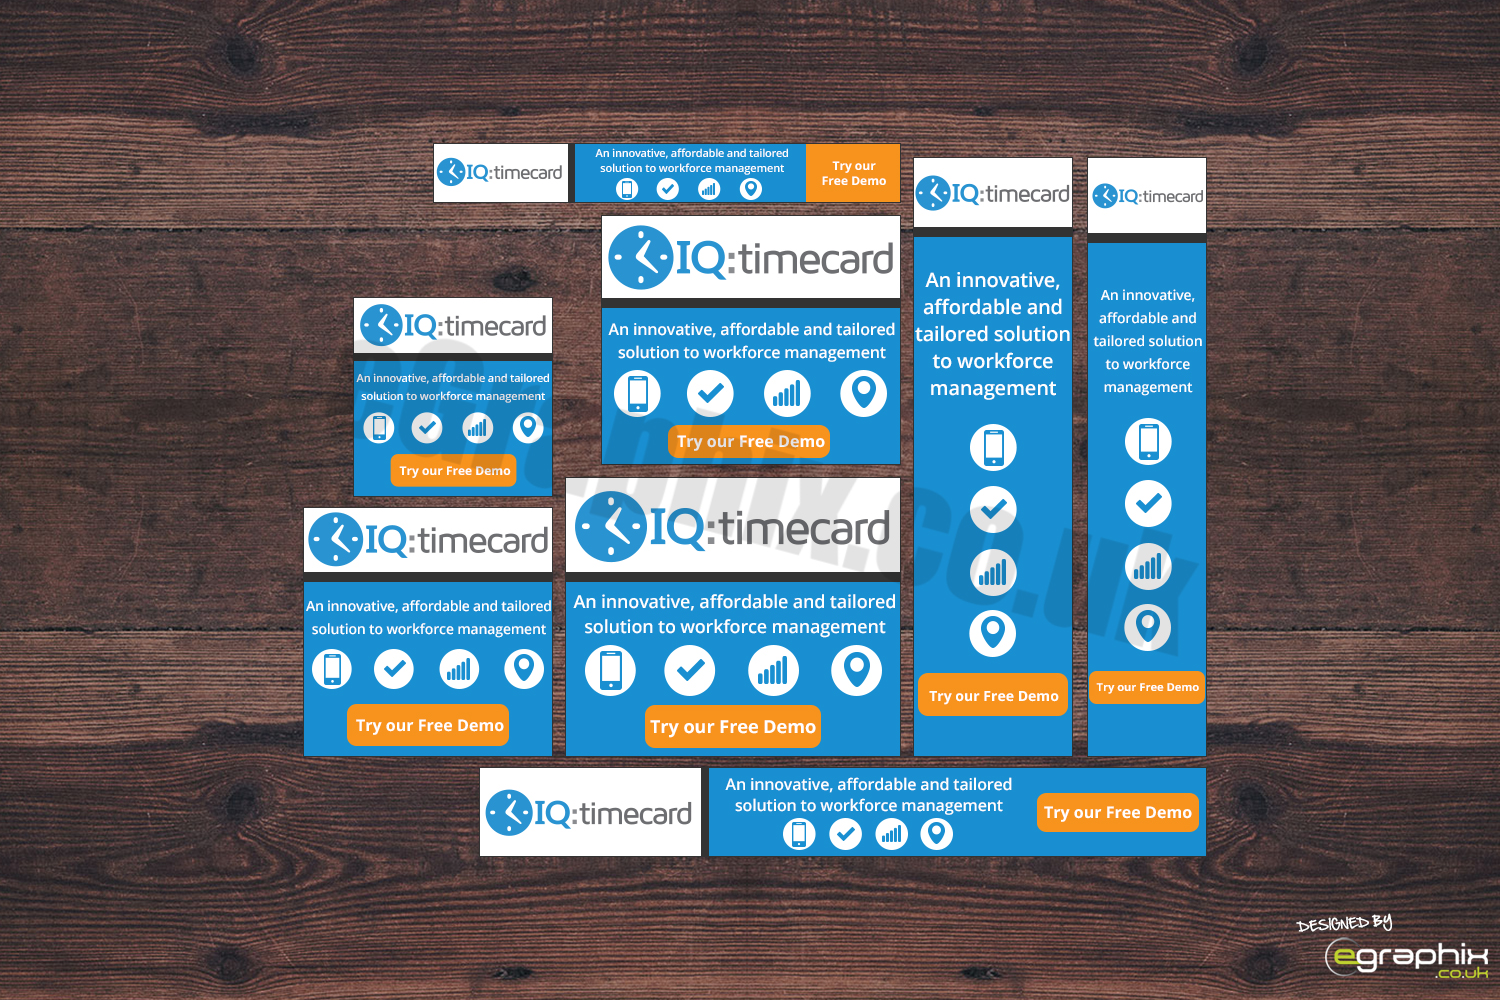 IQ:timecard
An innovative, affordable and tailored
solution to workforce management
Try our
Free Demo
IQ:timecard
An innovative, affordable and tailored
solution to workforce management
Try our Free Demo
IQ:timecard
An innovative,
affordable and
tailored solution
to workforce
management
Try our Free Demo
IQ:timecard
An innovative,
affordable and
tailored solution
to workforce
management
Try our Free Demo
IQ:timecard
An innovative, affordable and tailored
solution to workforce management
Try our Free Demo
IQ:timecard
An innovative, affordable and tailored
solution to workforce management
Try our Free Demo
IQ:timecard
An innovative, affordable and tailored
solution to workforce management
Try our Free Demo
IQ:timecard
An innovative, affordable and tailored
solution to workforce management
Try our Free Demo
egraphix.co.uk
DESIGNED BY
egraphix
.co.uk